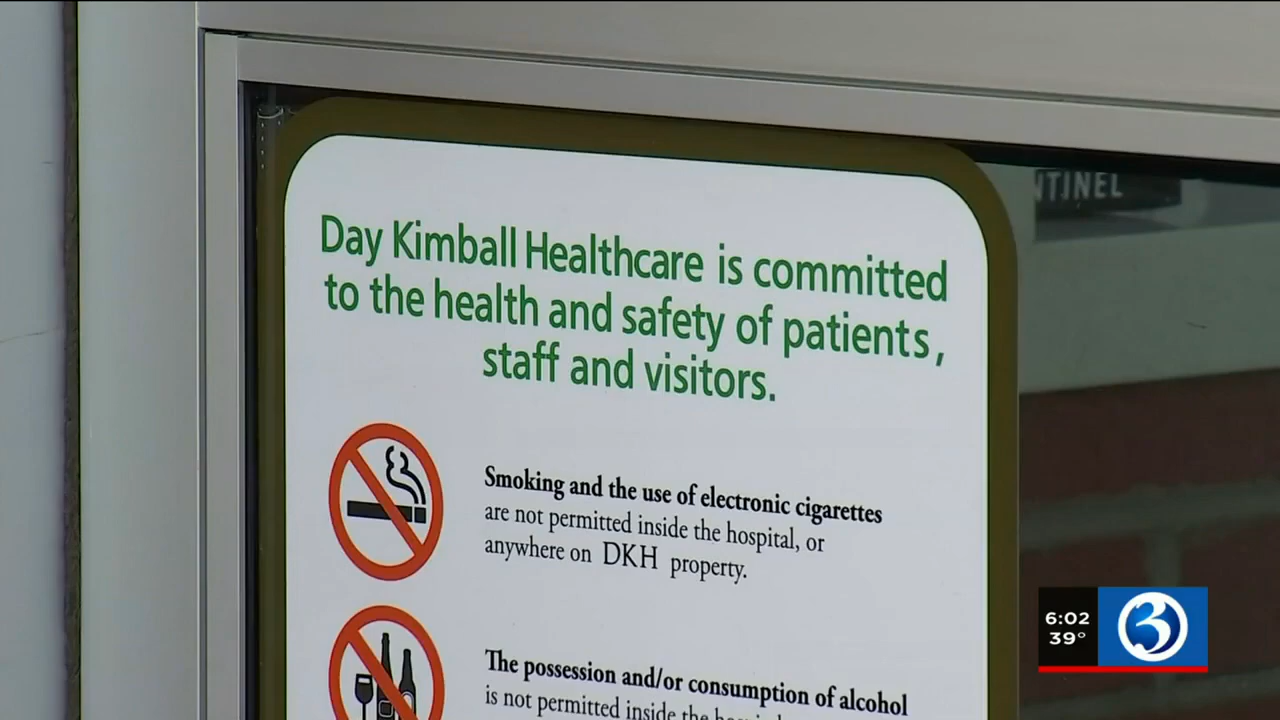 NTINEL
Day Kimball Healthcare is committed
to the health and safety of patients,
staff and visitors.
Smoking and the use of electronic cigarettes
are not permitted inside the hospital, or
anywhere on DKH property.
The possession and/or consumption of alcohol
is not permitted inside the
6:02
39°
3